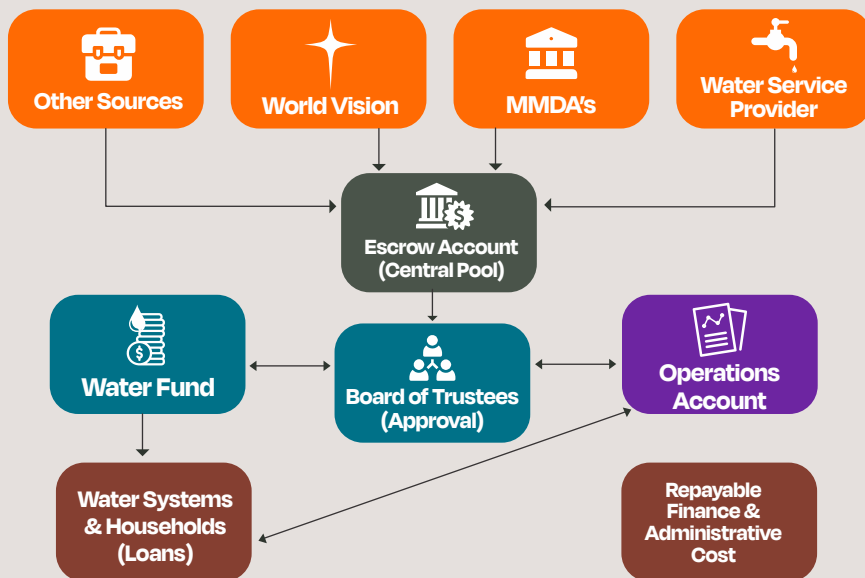 Other Sources
World Vision
MMDA's
Water Service
Provider
Escrow Account
(Central Pool)
Water Fund
Board of Trustees
(Approval)
Operations
Account
Water Systems
& Households
(Loans)
Repayable
Finance &
Administrative
Cost